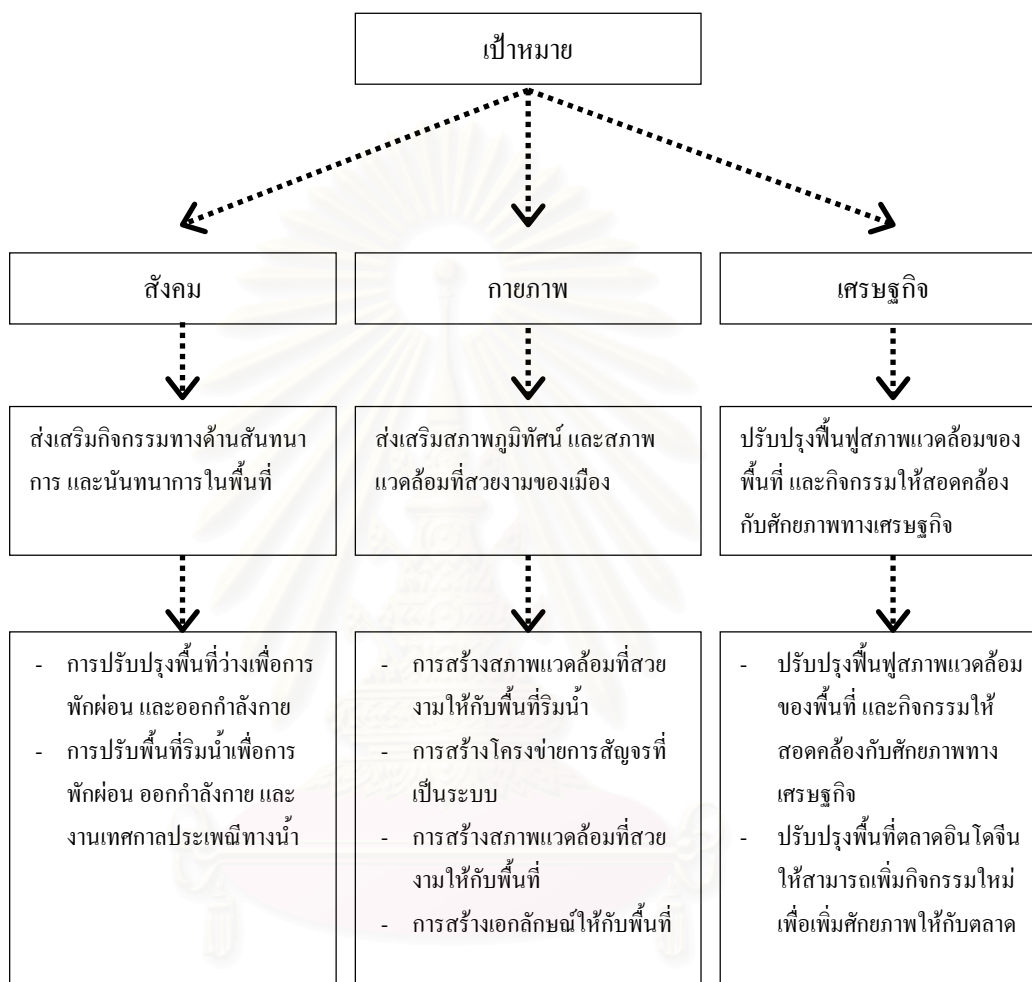 เป้าหมาย
สังคม
กายภาพ
เศรษฐกิจ
ส่งเสริมกิจกรรมทางด้านสันทนา
การ และนันทนาการในพื้นที่
ส่งเสริมสภาพภูมิทัศน์ และสภาพ
แวดล้อมที่สวยงามของเมือง
ปรับปรุงฟื้นฟูสภาพแวดล้อมของ
พื้นที่ และกิจกรรมให้สอดคล้อง
กับศักยภาพทางเศรษฐกิจ
- การปรับปรุงพื้นที่ว่างเพื่อการ
พักผ่อน และออกกำลังกาย
- การปรับพื้นที่ริมน้ำเพื่อการ
พักผ่อน ออกกำลังกาย และ
งานเทศกาลประเพณีทางน้ำ
- การสร้างสภาพแวดล้อมที่สวย
งามให้กับพื้นที่ริมน้ำ
- การสร้างโครงข่ายการสัญจรที่
เป็นระบบ
- การสร้างสภาพแวดล้อมที่สวย
งามให้กับพื้นที่
- การสร้างเอกลักษณ์ให้กับพื้นที่
- ปรับปรุงฟื้นฟูสภาพแวดล้อม
ของพื้นที่ และกิจกรรมให้
สอดคล้องกับศักยภาพทาง
เศรษฐกิจ
- ปรับปรุงพื้นที่ตลาดอินโดจีน
ให้สามารถเพิ่มกิจกรรมใหม่
เพื่อเพิ่มศักยภาพให้กับตลาด